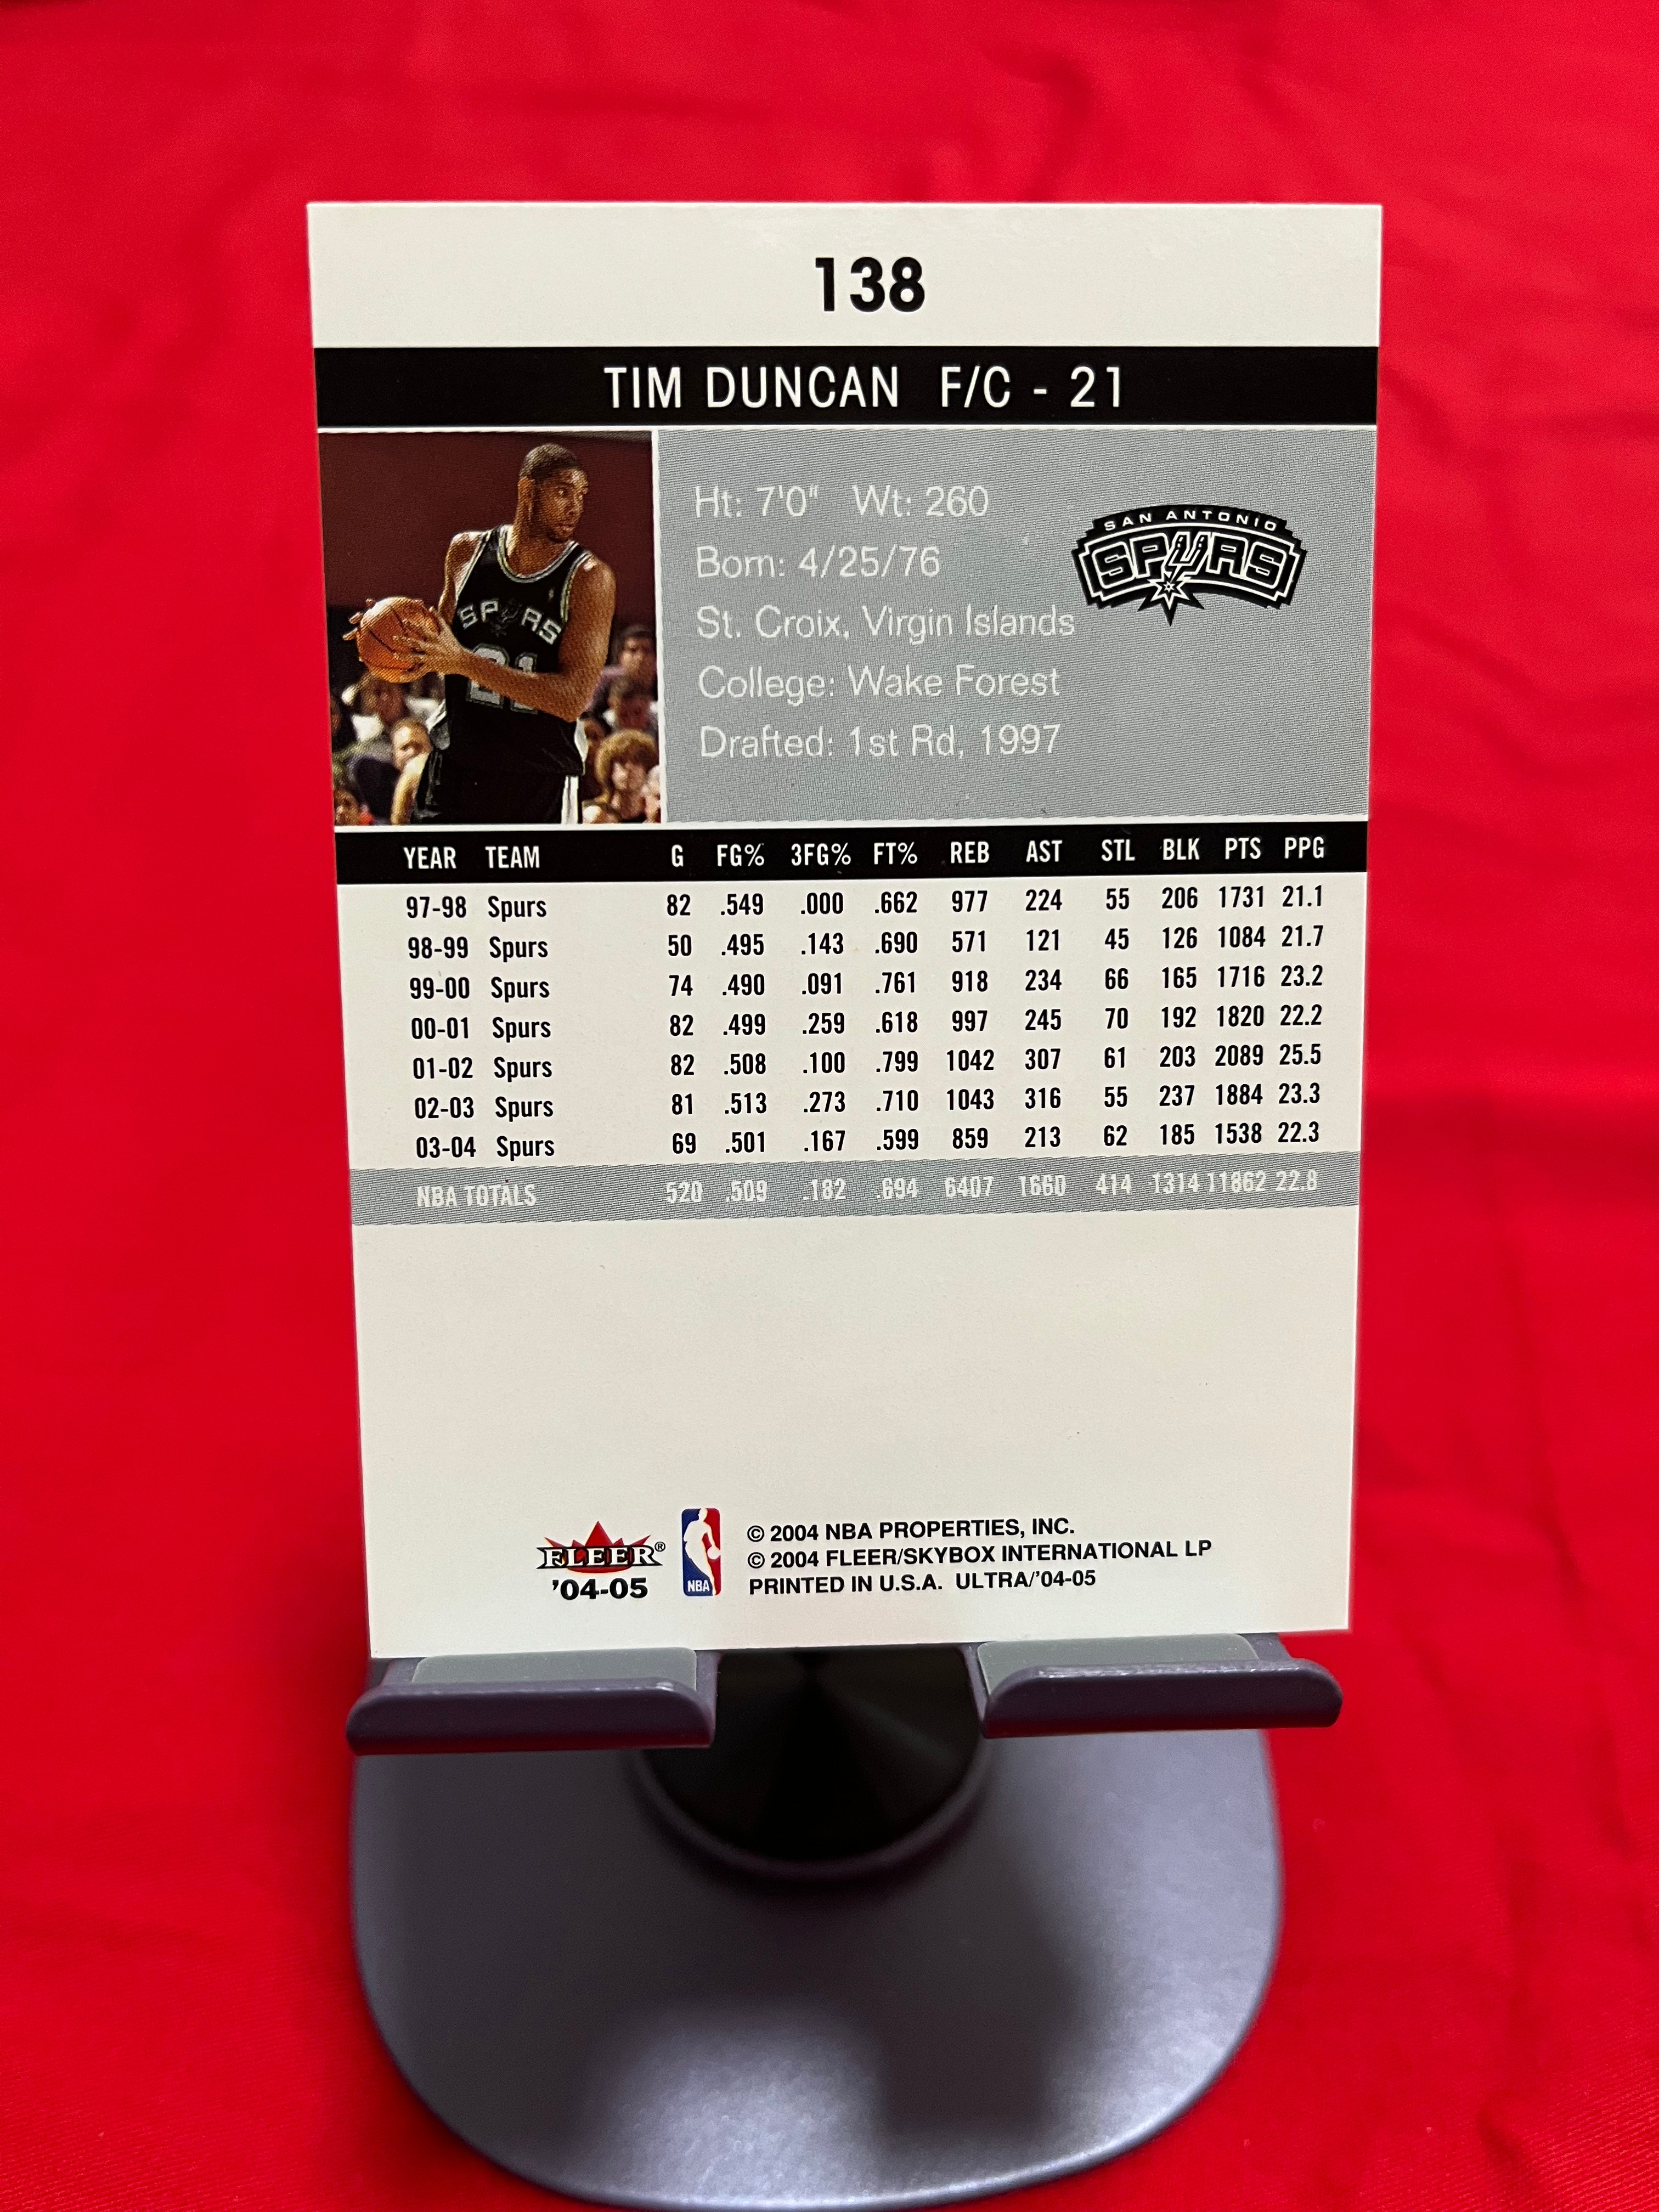 138
TIM DUNCAN F/C - 21
SPURS
21
Ht: 7'0" Wt: 260
Born: 4/25/76
St. Croix, Virgin Islands
College: Wake Forest
Drafted: 1st Rd, 1997
SAN ANTONIO
SPURS
YEAR TEAM G FG% 3FG% FT% REB AST STL BLK PTS PPG
97-98 Spurs 82 .549 .000 .662 977 224 55 206 1731 21.1
98-99 Spurs 50 .495 .143 .690 571 121 45 126 1084 21.7
99-00 Spurs 74 .490 .091 .761 918 234 66 165 1716 23.2
00-01 Spurs 82 .499 .259 .618 997 245 70 192 1820 22.2
01-02 Spurs 82 .508 .100 .799 1042 307 61 203 2089 25.5
02-03 Spurs 81 .513 .273 .710 1043 316 55 237 1884 23.3
03-04 Spurs 69 .501 .167 .599 859 213 62 185 1538 22.3
NBA TOTALS 520 .509 .182 .694 6407 1660 414 1314 11862 22.8
FLEER®
'04-05
NBA
© 2004 NBA PROPERTIES, INC.
© 2004 FLEER/SKYBOX INTERNATIONAL LP
PRINTED IN U.S.A. ULTRA/'04-05